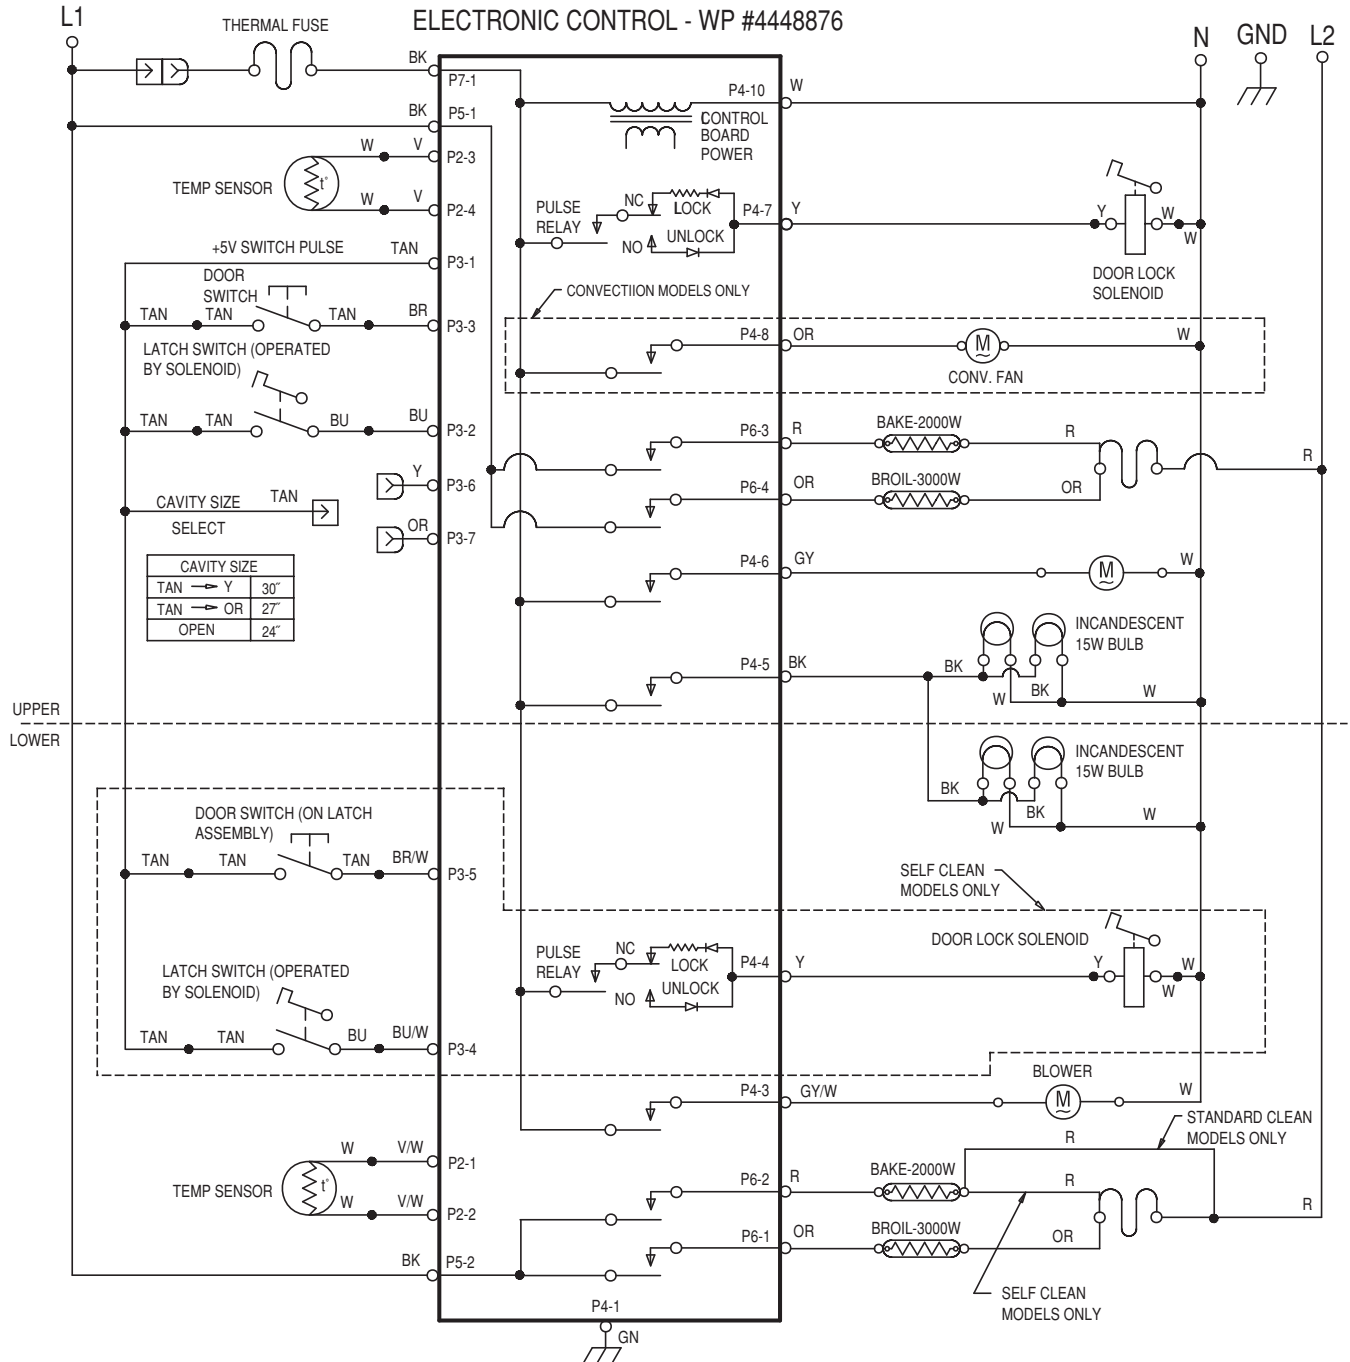 L1
ELECTRONIC CONTROL - WP #4448876
N
GND
L2
THERMAL FUSE
BK
P7-1
BK
P5-1
W
V
P2-3
TEMP SENSOR
t°
W
V
P2-4
+5V SWITCH PULSE
TAN
P3-1
DOOR
SWITCH
TAN
TAN
TAN
BR
P3-3
LATCH SWITCH (OPERATED
BY SOLENOID)
TAN
TAN
BU
BU
P3-2
Y
P3-6
CAVITY SIZE
SELECT
TAN
OR
P3-7
CAVITY SIZE
TAN → Y 30″
TAN → OR 27″
OPEN 24″
P4-10
W
CONTROL
BOARD
POWER
PULSE
RELAY
NC
LOCK
NO
UNLOCK
P4-7
Y
Y
W
W
DOOR LOCK
SOLENOID
CONVECTIION MODELS ONLY
P4-8
OR
M
W
CONV. FAN
P6-3
R
BAKE-2000W
R
R
P6-4
OR
BROIL-3000W
OR
P4-6
GY
M
W
P4-5
BK
BK
W
BK
W
INCANDESCENT
15W BULB
UPPER
LOWER
INCANDESCENT
15W BULB
BK
W
BK
W
DOOR SWITCH (ON LATCH
ASSEMBLY)
TAN
TAN
TAN
BR/W
P3-5
SELF CLEAN
MODELS ONLY
LATCH SWITCH (OPERATED
BY SOLENOID)
TAN
TAN
BU
BU/W
P3-4
PULSE
RELAY
NC
LOCK
NO
UNLOCK
P4-4
Y
DOOR LOCK SOLENOID
Y
W
W
P4-3
GY/W
BLOWER
M
W
STANDARD CLEAN
MODELS ONLY
W
V/W
P2-1
TEMP SENSOR
t°
W
V/W
P2-2
P6-2
R
BAKE-2000W
R
R
R
P6-1
OR
BROIL-3000W
OR
BK
P5-2
SELF CLEAN
MODELS ONLY
P4-1
GN